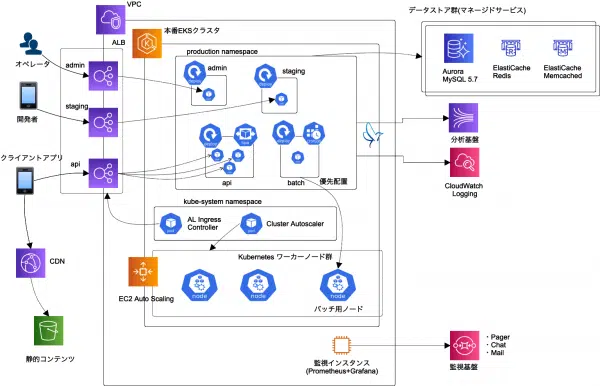 VPC
データストア群(マネージドサービス)
ALB
本番EKSクラスタ
production namespace
オペレータ
admin
admin
staging
Aurora
MySQL 5.7
ElastiCache
Redis
ElastiCache
Memcached
staging
開発者
分析基盤
クライアントアプリ
api
api
batch
優先配置
CloudWatch
Logging
kube-system namespace
AL Ingress
Controller
Cluster Autoscaler
CDN
Kubernetes ワーカーノード群
EC2 Auto Scaling
node
node
node
バッチ用ノード
静的コンテンツ
監視インスタンス
(Prometheus+Grafana)
監視基盤
・Pager
・Chat
・Mail